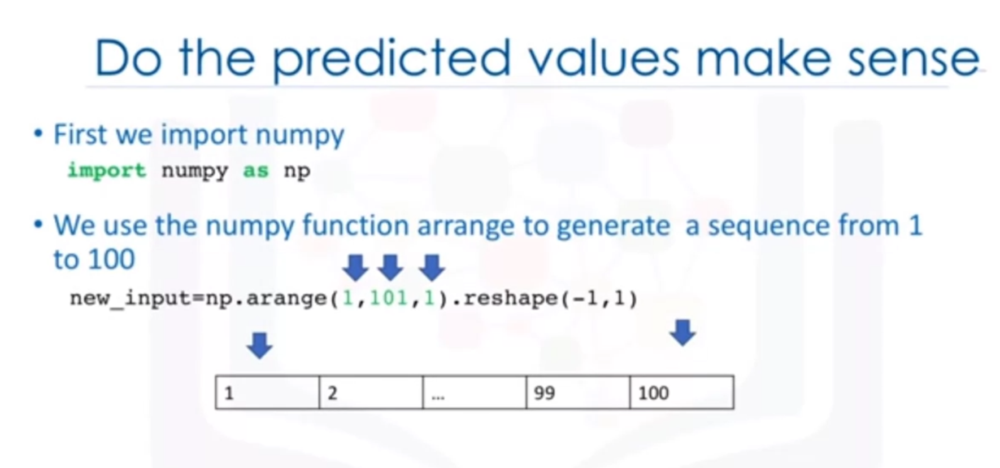 Do the predicted values make sense
• First we import numpy
import numpy as np
• We use the numpy function arrange to generate a sequence from 1
to 100
new_input=np.arange(1,101,1).reshape(-1,1)
1 2 ... 99 100